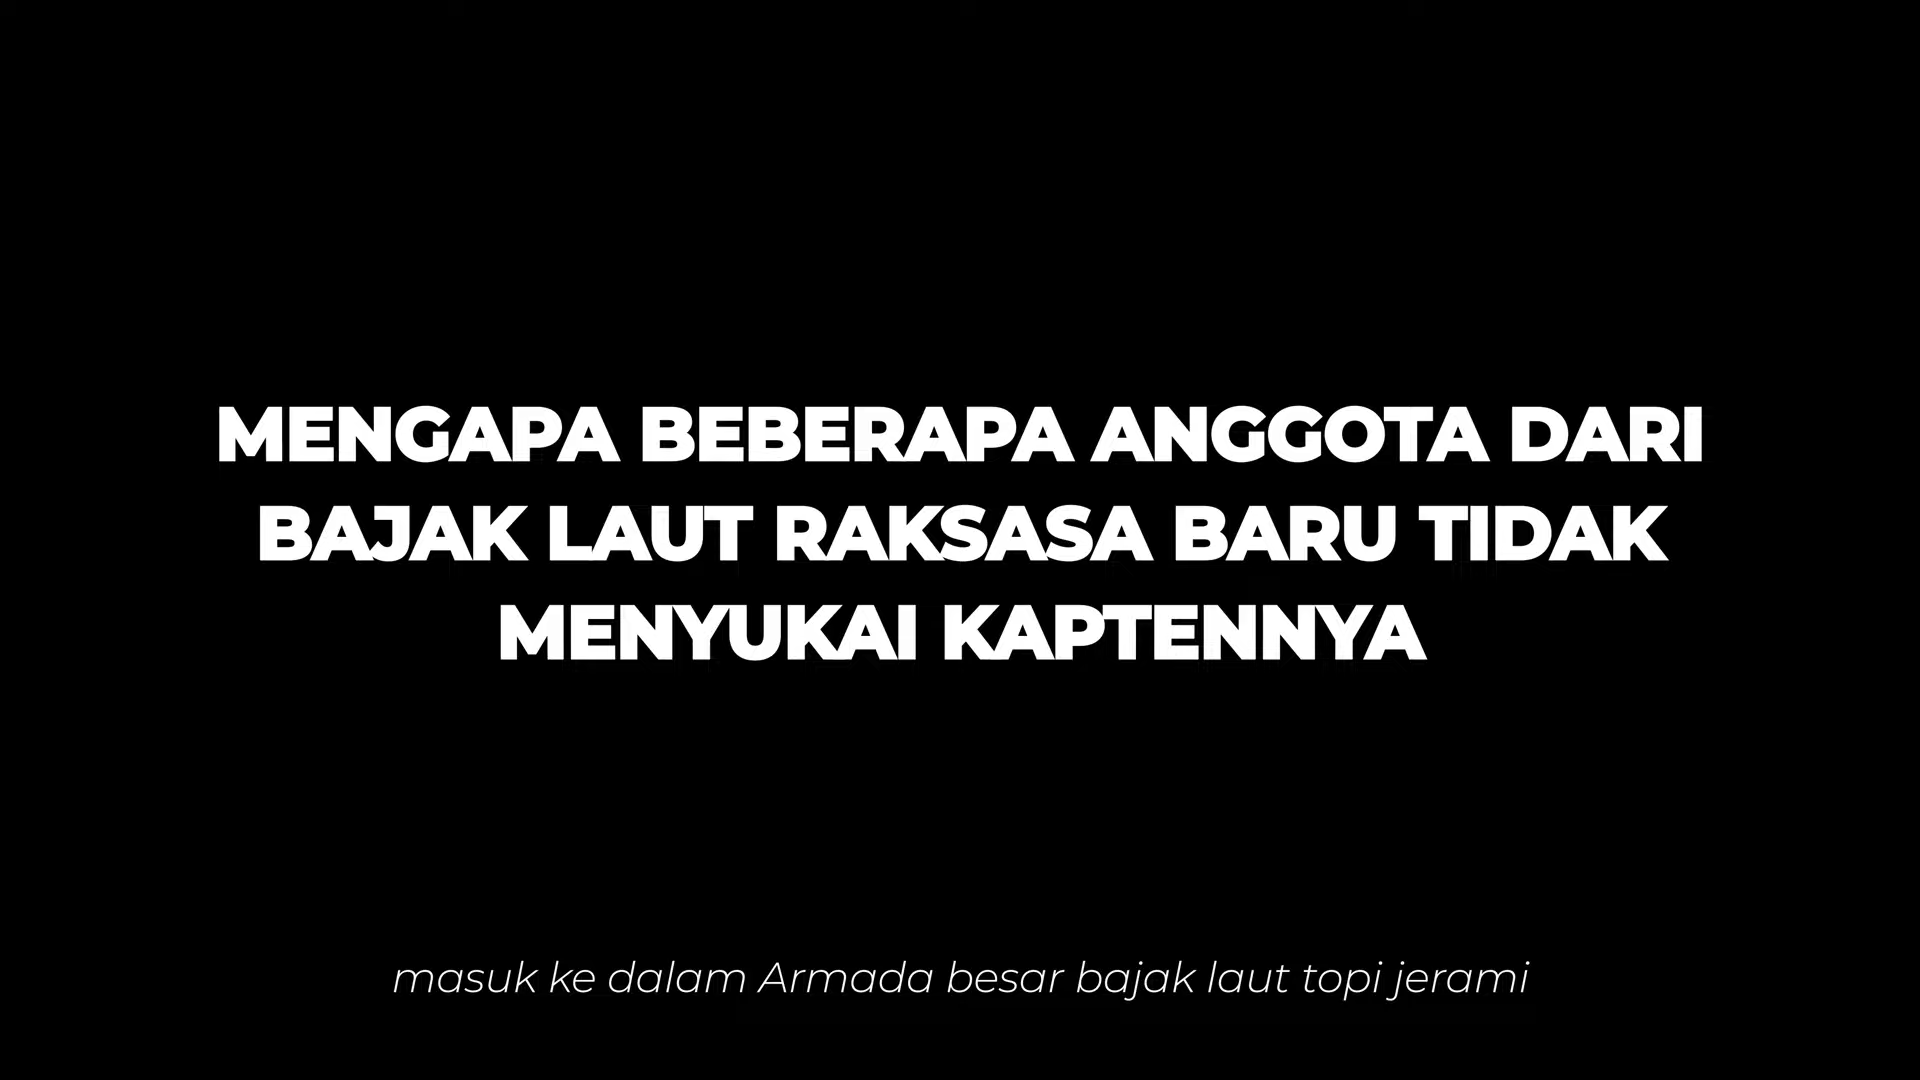 MENGAPA BEBERAPA ANGGOTA DARI
BAJAK LAUT RAKSASA BARU TIDAK
MENYUKAI KAPTENNYA
masuk ke dalam Armada besar bajak laut topi jerami